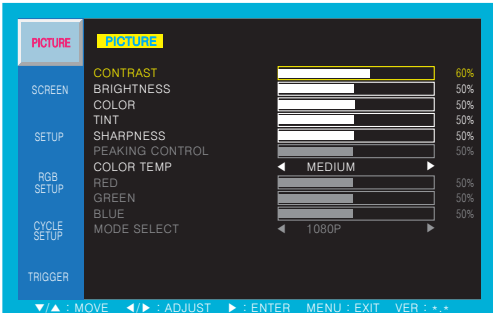 PICTURE PICTURE
CONTRAST 60%
SCREEN BRIGHTNESS 50%
COLOR 50%
TINT 50%
SETUP SHARPNESS 50%
PEAKING CONTROL 50%
COLOR TEMP ◀ MEDIUM ▶
RGB SETUP RED 50%
GREEN 50%
BLUE 50%
CYCLE SETUP MODE SELECT ◀ 1080P ▶
TRIGGER
▼/▲ : MOVE ◀/▶ : ADJUST ▶ : ENTER MENU : EXIT VER : *.*